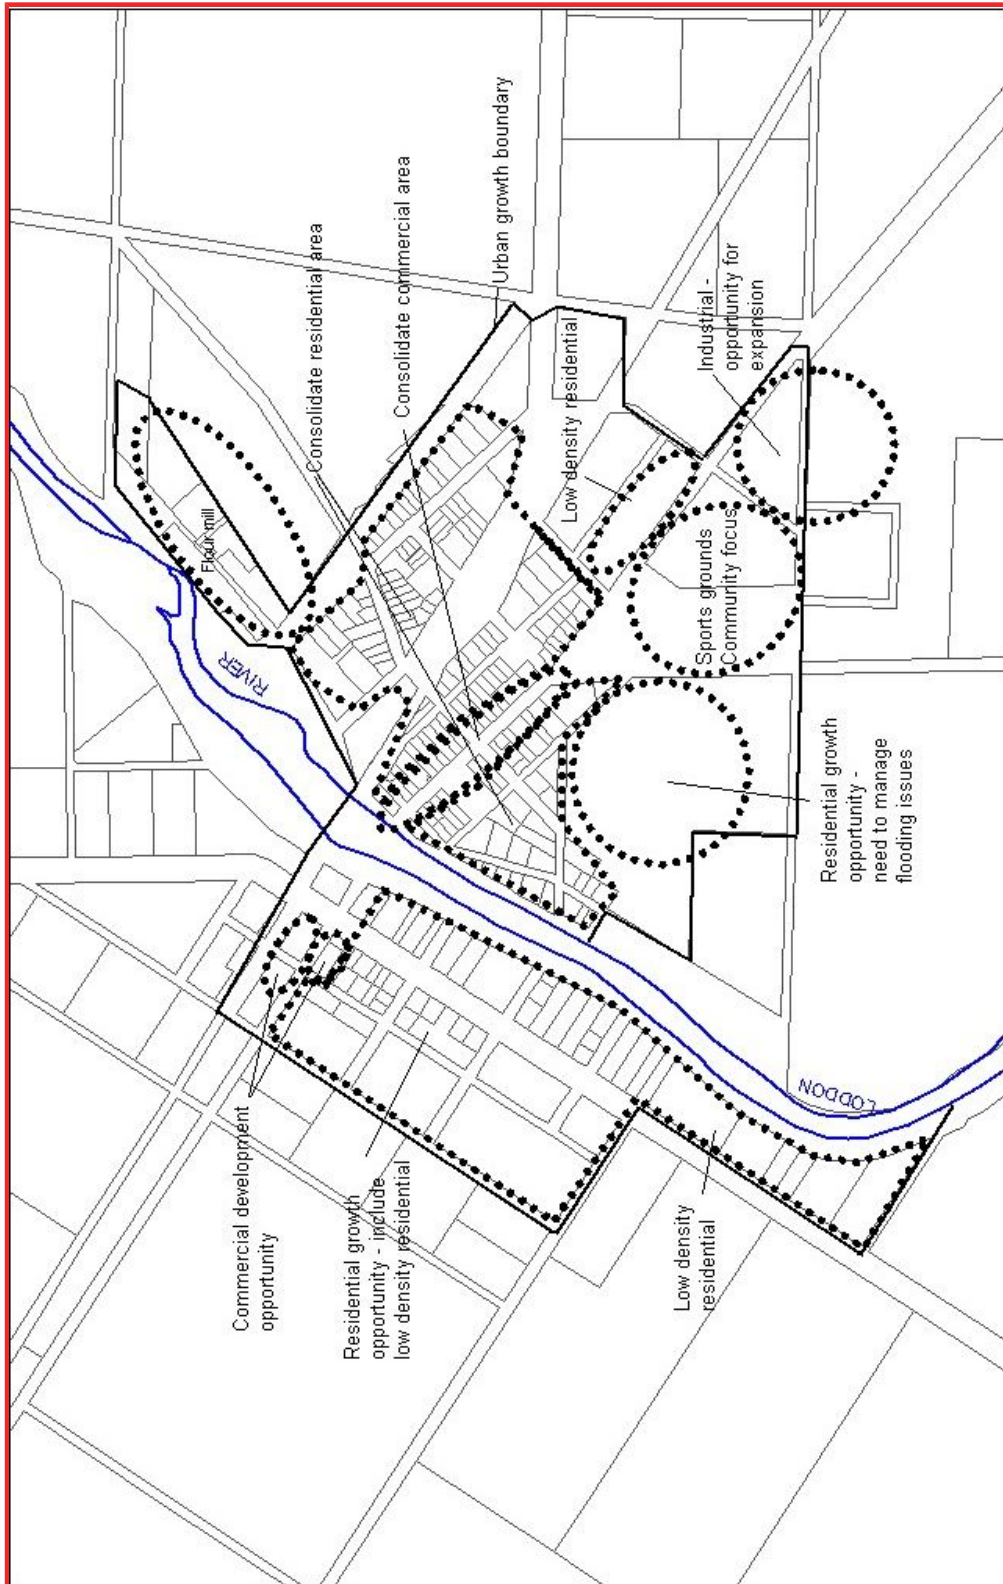 Commercial development
opportunity
Residential growth
opportunity - include
low density residitial
Low density
residential
RIVER
LODDON
Flour mill
Consolidate residential area
Consolidate commercial area
Urban growth boundary
Low density residential
Industrial -
opportunity for
expansion
Sports grounds
Community focus
Residential growth
opportunity -
need to manage
flooding issues